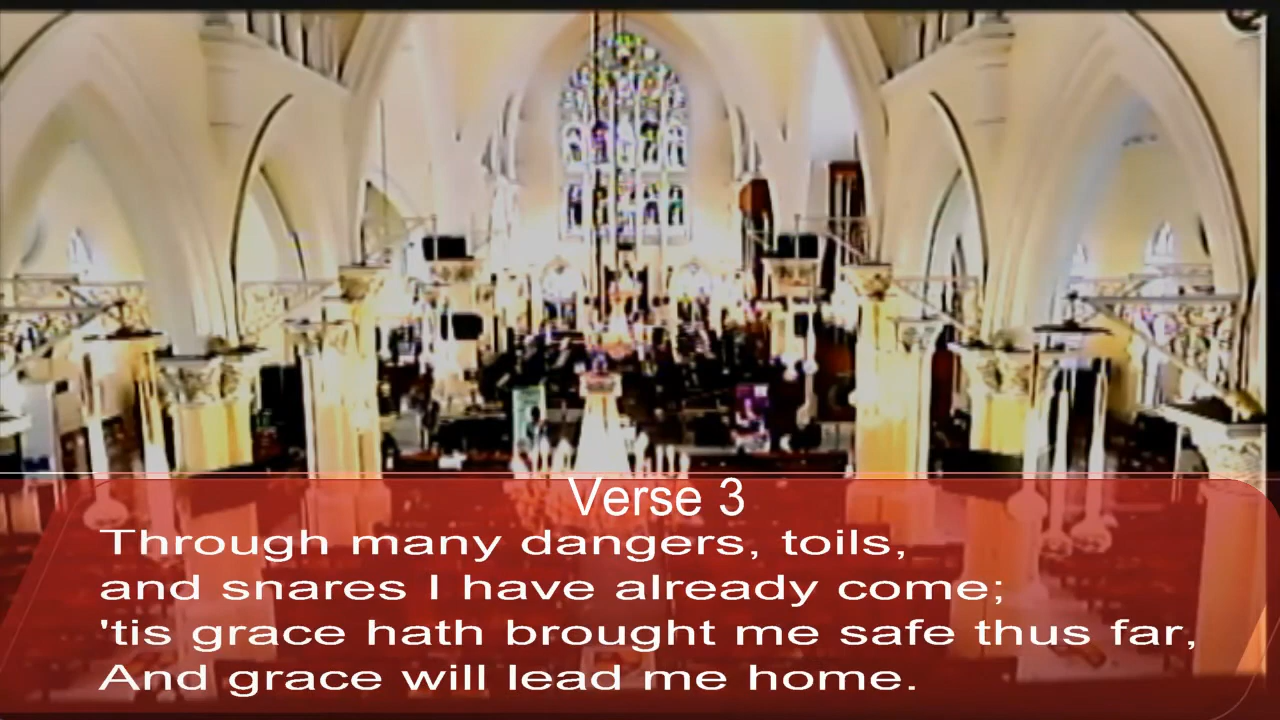 Verse 3
Through many dangers, toils,
and snares I have already come;
'tis grace hath brought me safe thus far,
And grace will lead me home.